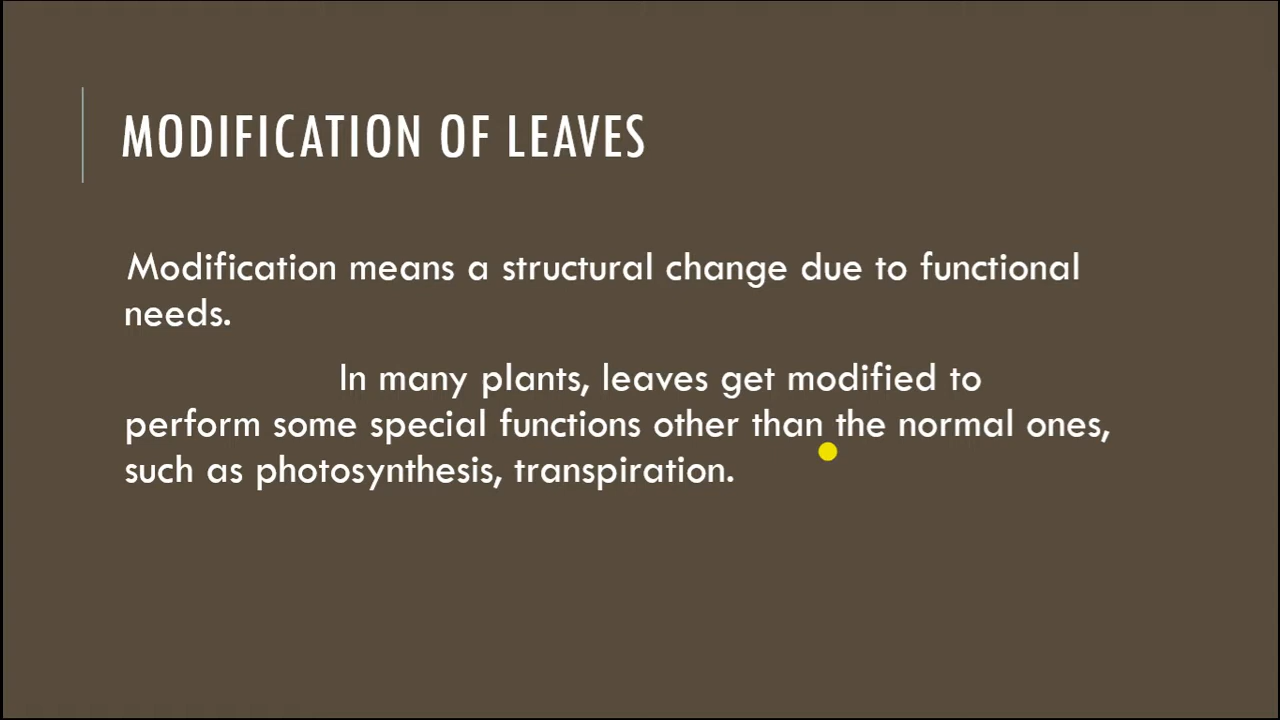 MODIFICATION OF LEAVES
Modification means a structural change due to functional
needs.
In many plants, leaves get modified to
perform some special functions other than the normal ones,
such as photosynthesis, transpiration.